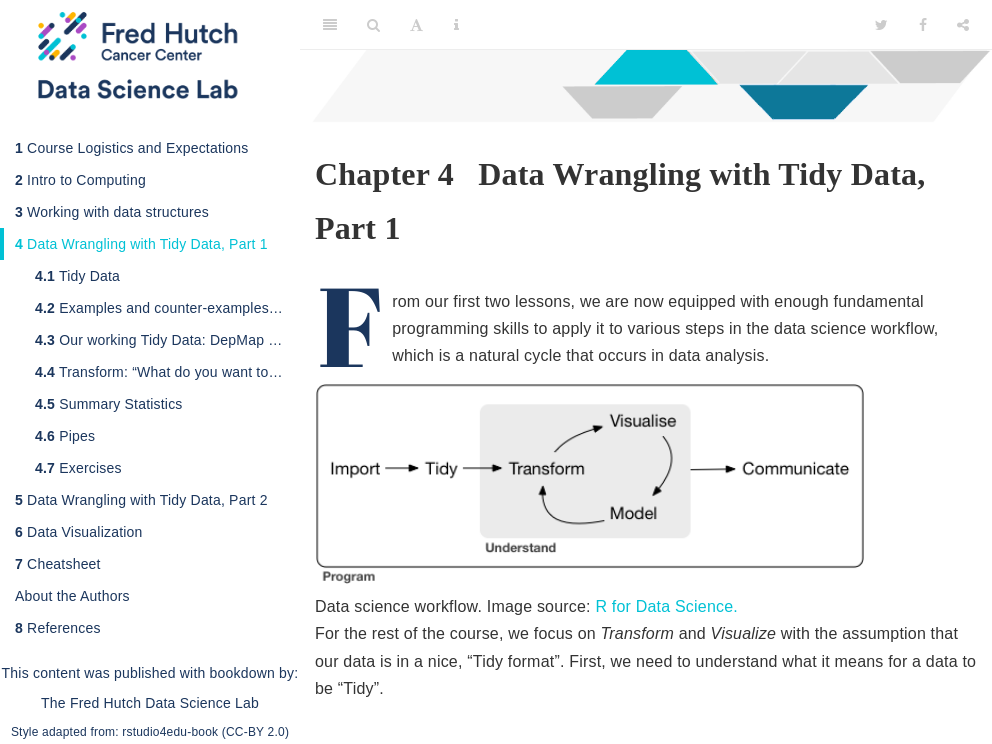 Fred Hutch
Cancer Center
Data Science Lab
1 Course Logistics and Expectations
2 Intro to Computing
3 Working with data structures
4 Data Wrangling with Tidy Data, Part 1
4.1 Tidy Data
4.2 Examples and counter-examples…
4.3 Our working Tidy Data: DepMap …
4.4 Transform: “What do you want to…
4.5 Summary Statistics
4.6 Pipes
4.7 Exercises
5 Data Wrangling with Tidy Data, Part 2
6 Data Visualization
7 Cheatsheet
About the Authors
8 References
This content was published with bookdown by:
The Fred Hutch Data Science Lab
Style adapted from: rstudio4edu-book (CC-BY 2.0)
Chapter 4 Data Wrangling with Tidy Data,
Part 1
From our first two lessons, we are now equipped with enough fundamental
programming skills to apply it to various steps in the data science workflow,
which is a natural cycle that occurs in data analysis.
Visualise
Import Tidy Transform Communicate
Model
Understand
Program
Data science workflow. Image source: R for Data Science.
For the rest of the course, we focus on Transform and Visualize with the assumption that
our data is in a nice, “Tidy format”. First, we need to understand what it means for a data to
be “Tidy”.